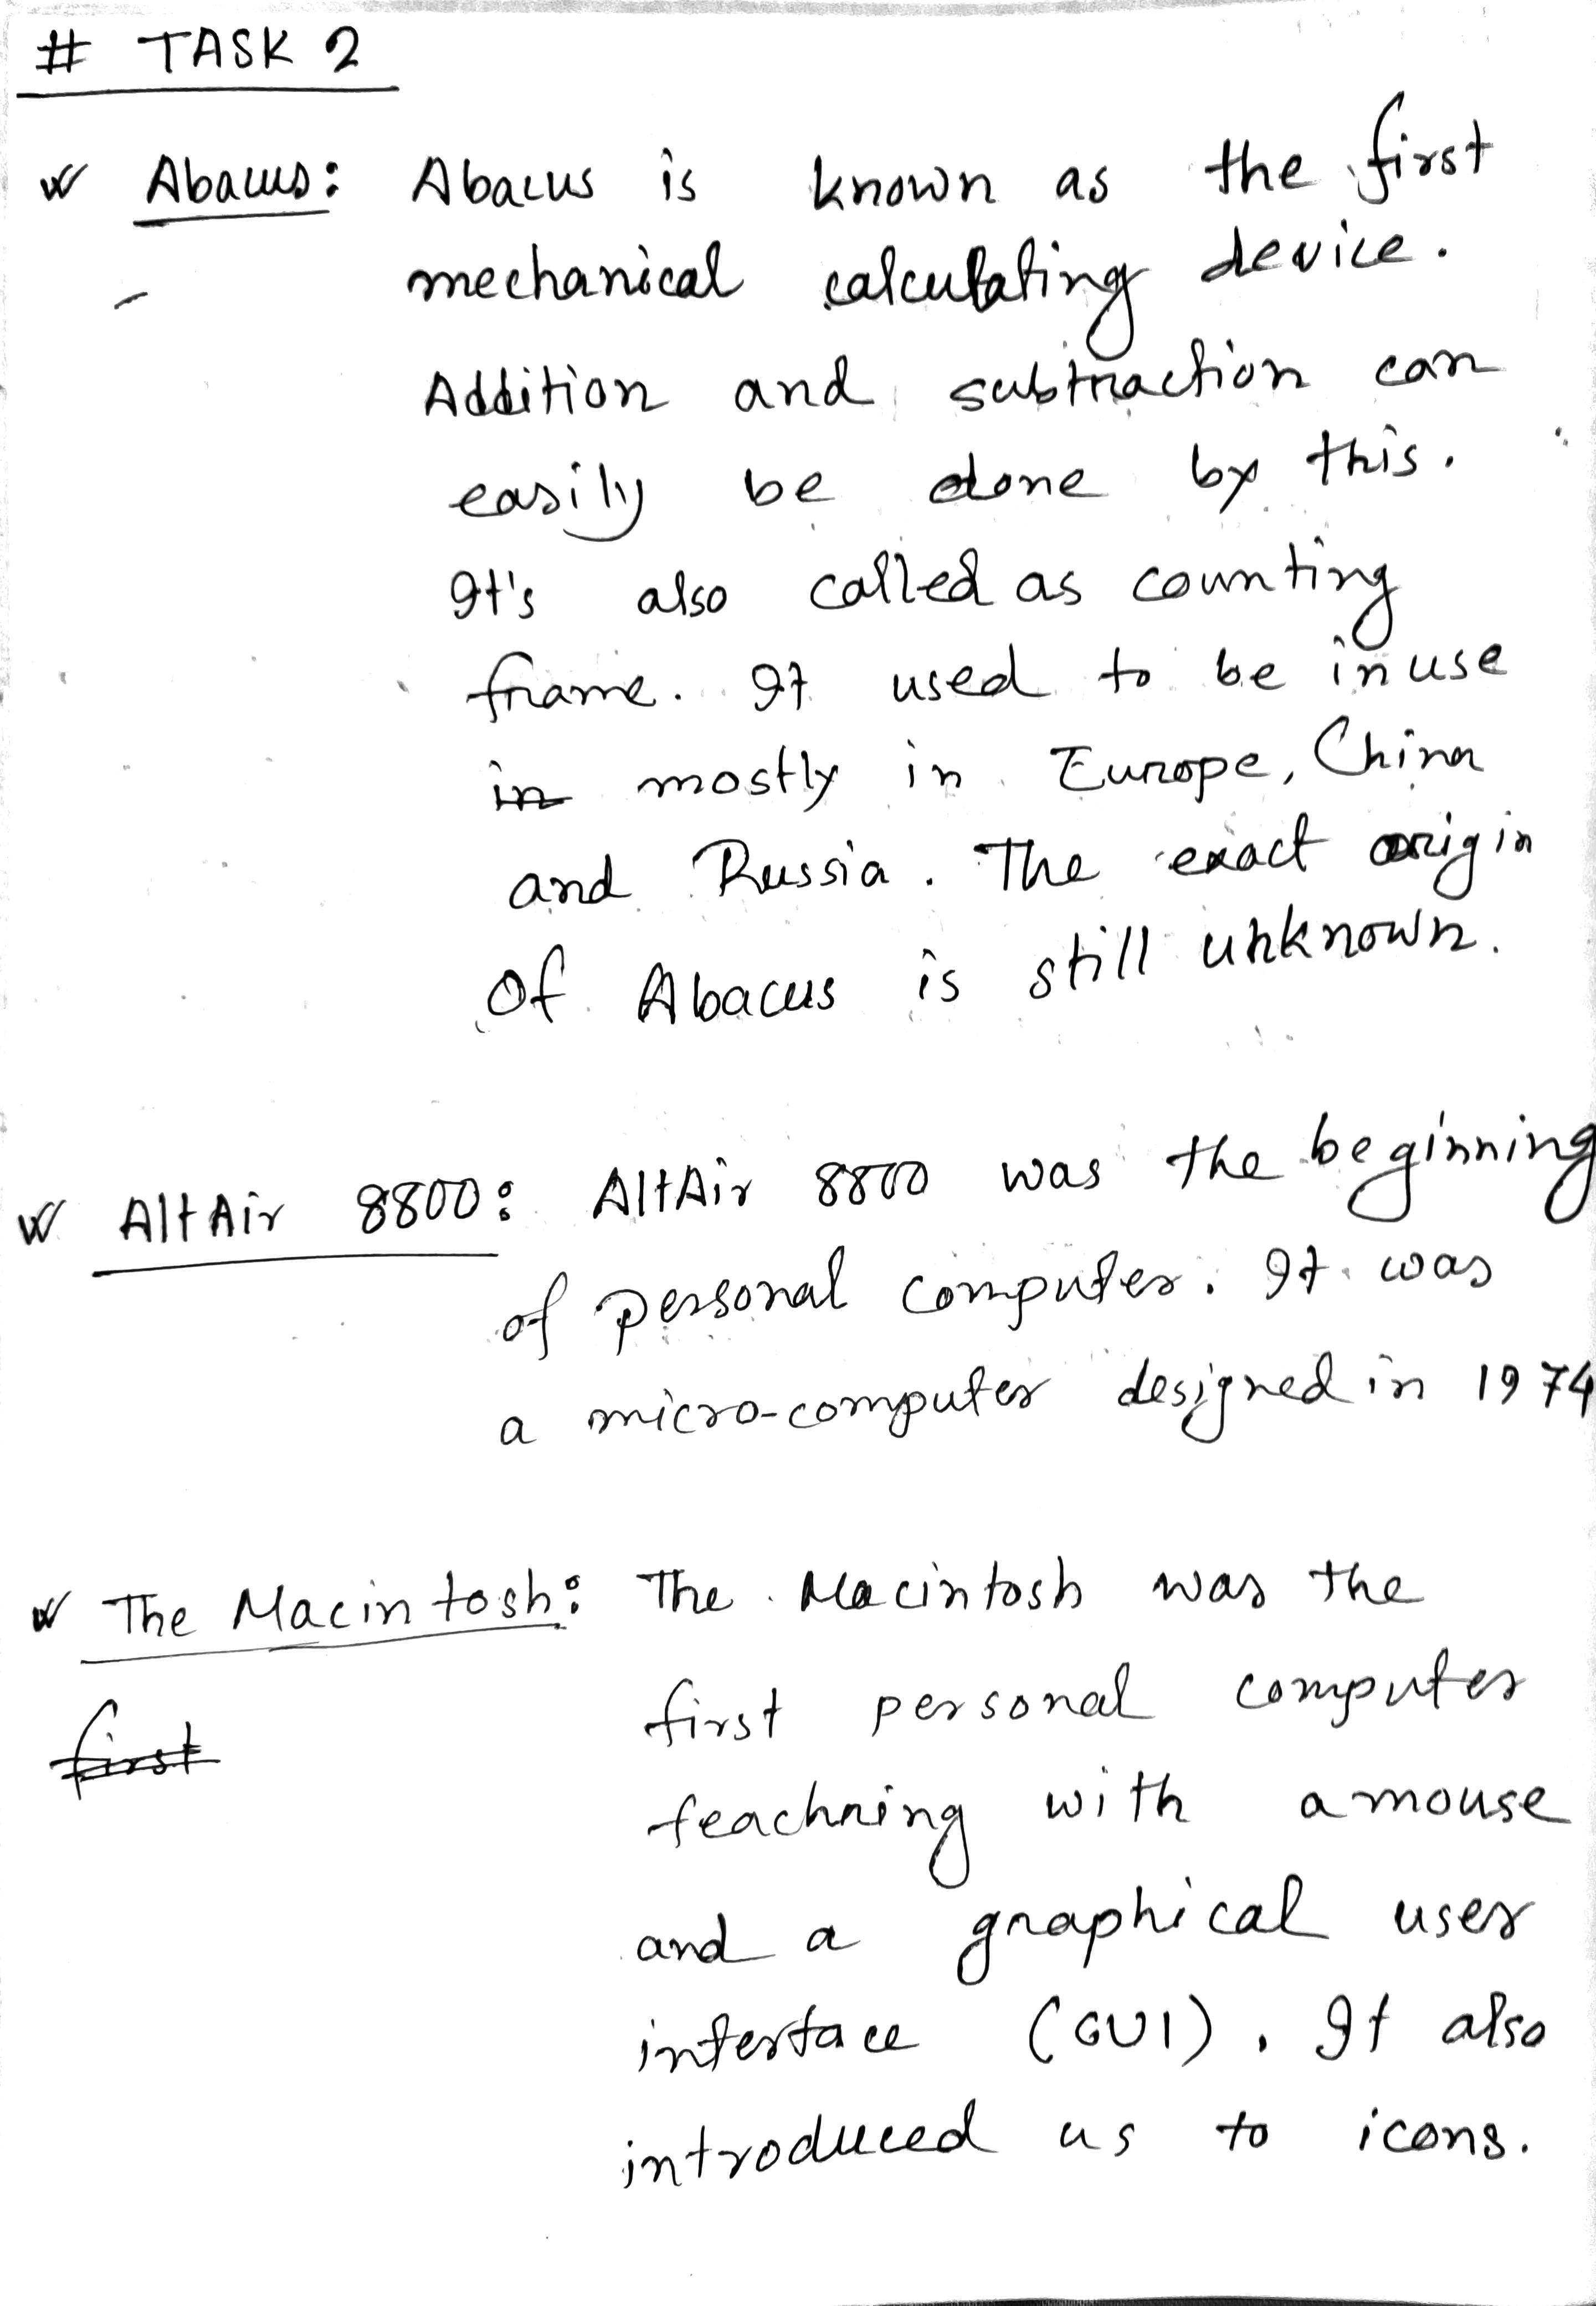 # TASK 2
Abacus: Abacus is known as the first
mechanical calculating device.
Addition and subtraction can
easily be done by this.
It's also called as counting
frame. It used to be in use
in mostly in Europe, China
and Russia. The exact origin
Of Abacus is still unknown.
AltAir 8800: AltAir 8800 was the beginning
of personal computer. It was
a micro-computer designed in 1974
The Macintosh: The Macintosh was the
first
first personal computer
feachring with a mouse
and a graphical user
interface (GUI). It also
introduced us to icons.